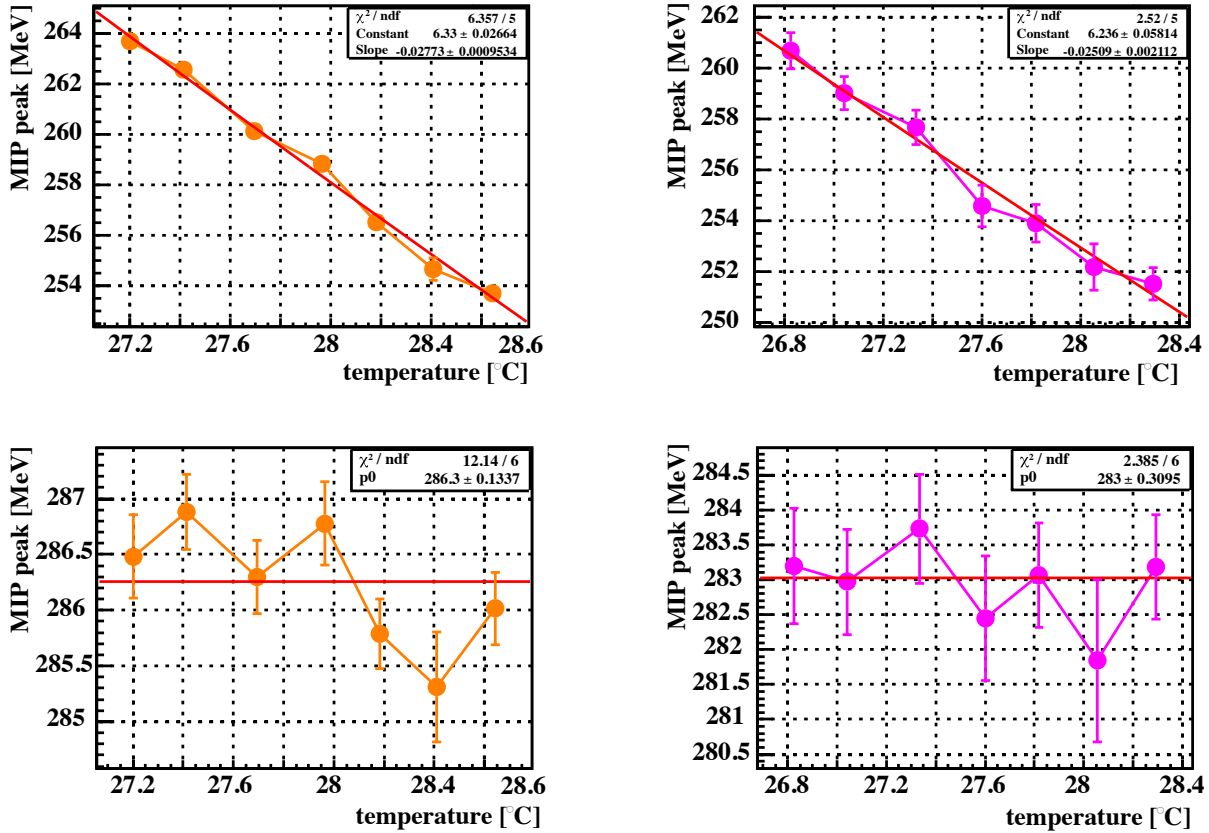 MIP peak [MeV]
264
262
260
258
256
254
27.2 27.6 28 28.4 28.6
temperature [°C]
χ² / ndf 6.357 / 5
Constant 6.33 ± 0.02664
Slope -0.02773 ± 0.0009534
MIP peak [MeV]
262
260
258
256
254
252
250
26.8 27.2 27.6 28 28.4
temperature [°C]
χ² / ndf 2.52 / 5
Constant 6.236 ± 0.05814
Slope -0.02509 ± 0.002112
MIP peak [MeV]
287
286.5
286
285.5
285
27.2 27.6 28 28.4 28.6
temperature [°C]
χ² / ndf 12.14 / 6
p0 286.3 ± 0.1337
MIP peak [MeV]
284.5
284
283.5
283
282.5
282
281.5
281
280.5
26.8 27.2 27.6 28 28.4
temperature [°C]
χ² / ndf 2.385 / 6
p0 283 ± 0.3095